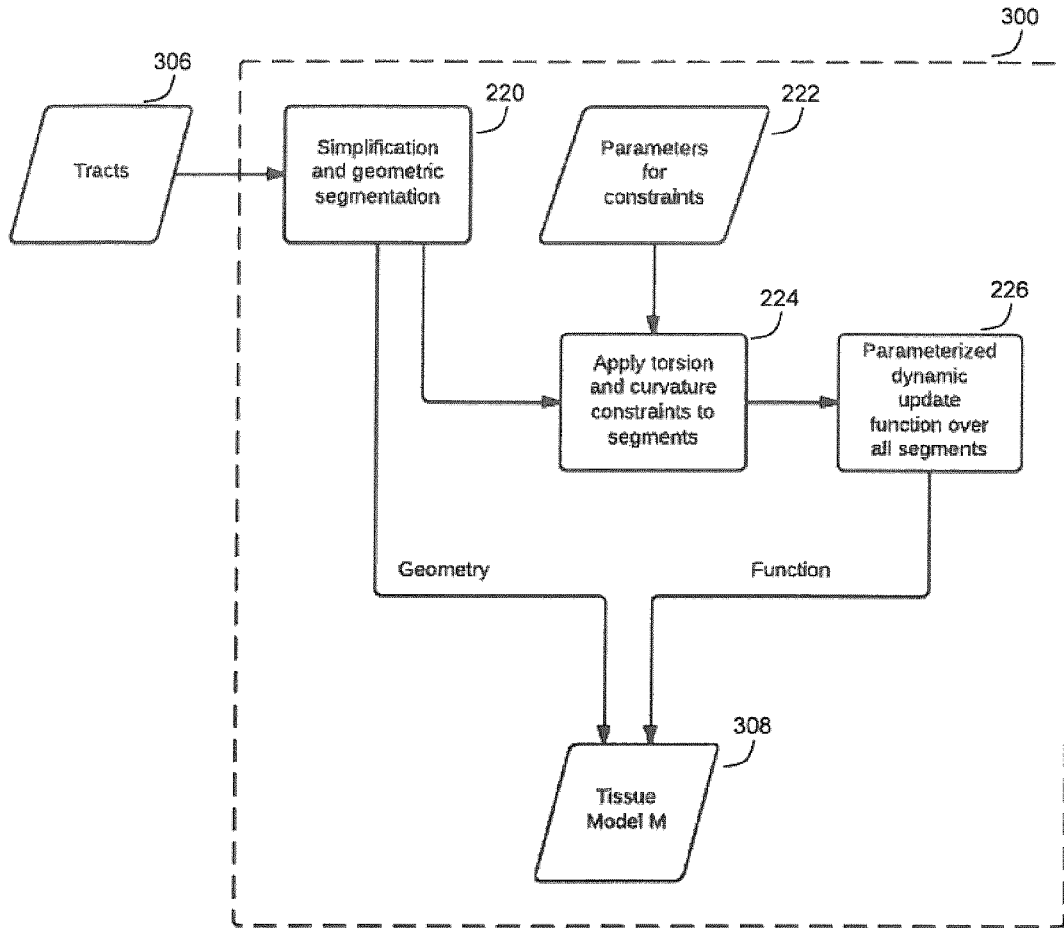 300
306
220
222
Tracts
Simplification
and geometric
segmentation
Parameters
for
constraints
224
226
Apply torsion
and curvature
constraints to
segments
Parameterized
dynamic
update
function over
all segments
Geometry
Function
308
Tissue
Model M